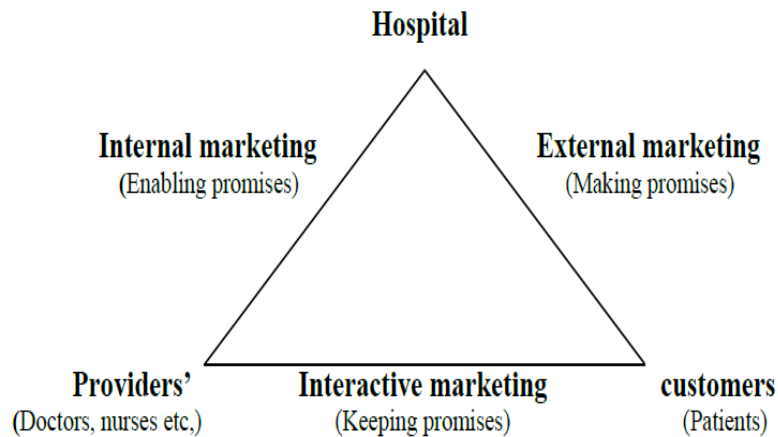 Hospital
Internal marketing
(Enabling promises)
External marketing
(Making promises)
Providers’
(Doctors, nurses etc,)
Interactive marketing
(Keeping promises)
customers
(Patients)